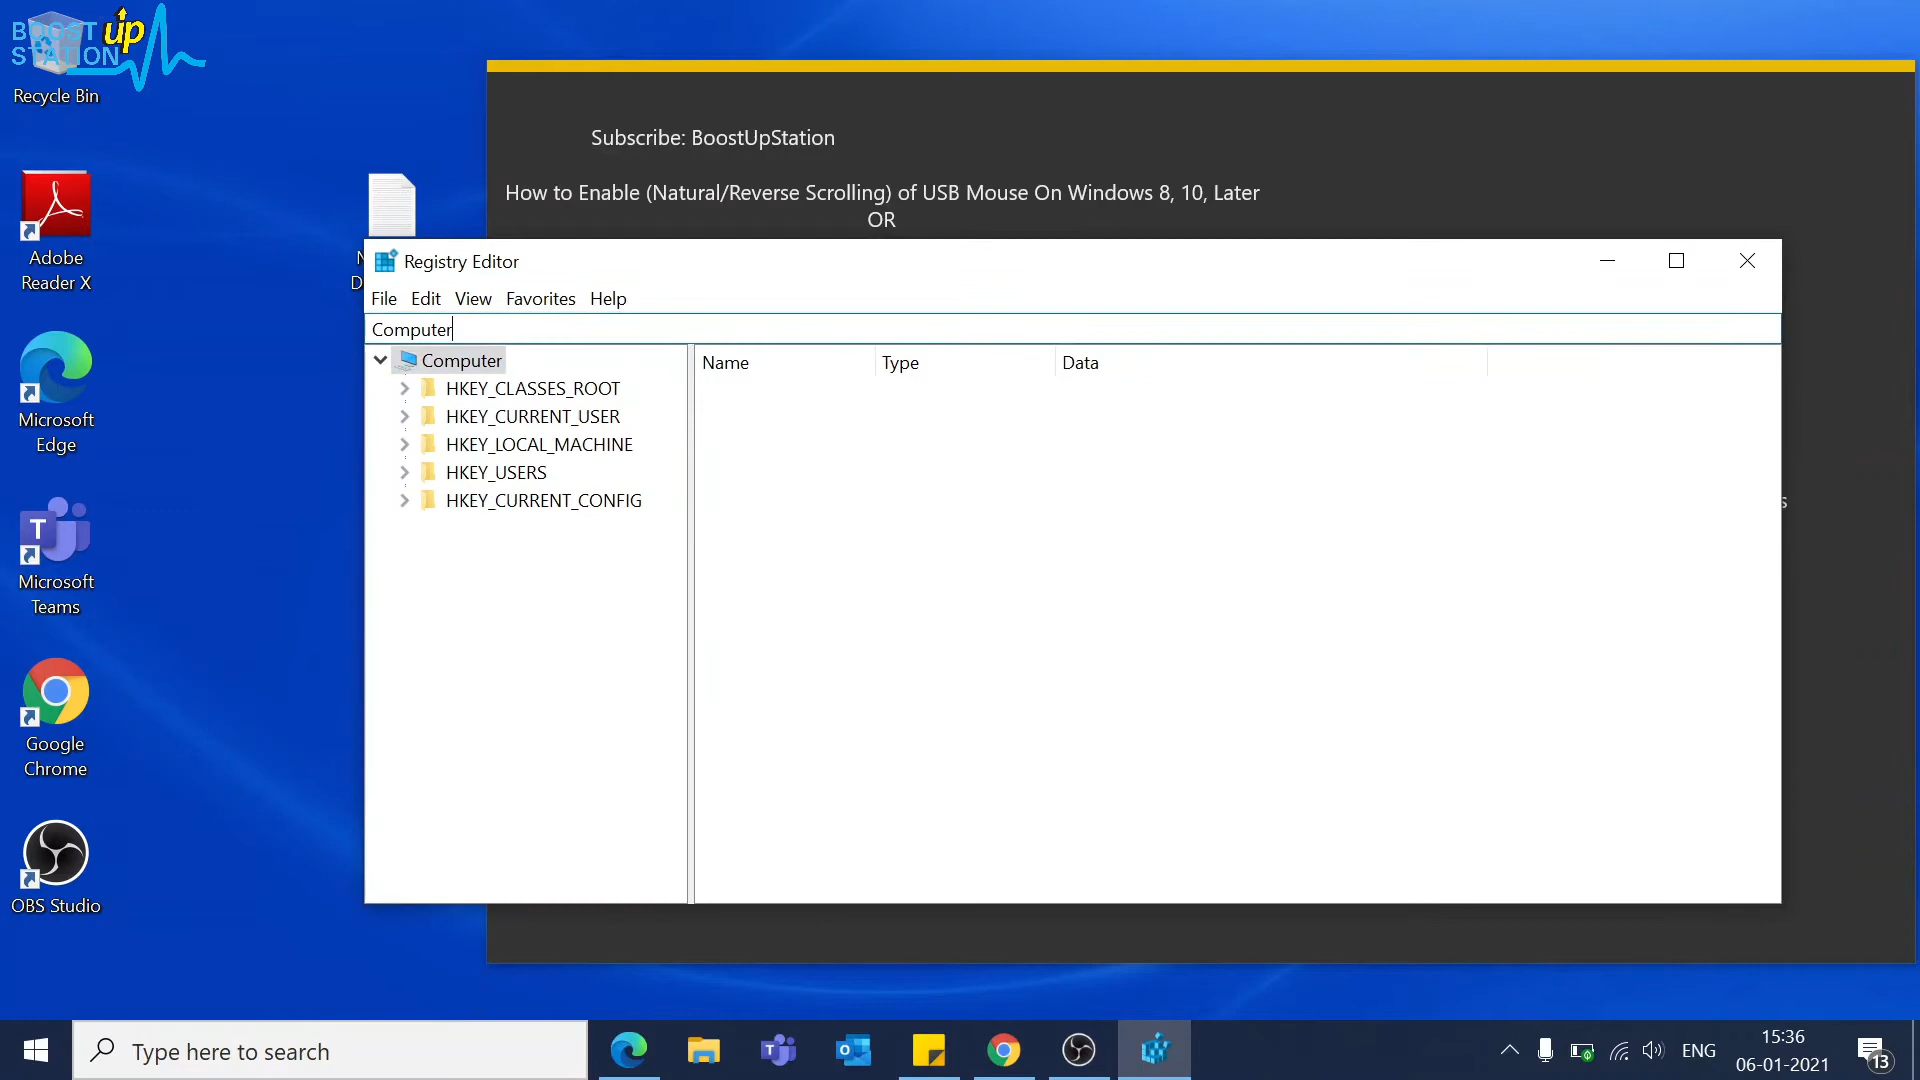 BOOST up
STATION
Recycle Bin
Adobe
Reader X
Microsoft
Edge
Microsoft
Teams
Google
Chrome
OBS Studio
Subscribe: BoostUpStation
How to Enable (Natural/Reverse Scrolling) of USB Mouse On Windows 8, 10, Later
OR
Registry Editor
File Edit View Favorites Help
Computer
Computer
HKEY_CLASSES_ROOT
HKEY_CURRENT_USER
HKEY_LOCAL_MACHINE
HKEY_USERS
HKEY_CURRENT_CONFIG
Name Type Data
Type here to search
ENG
15:36
06-01-2021
13